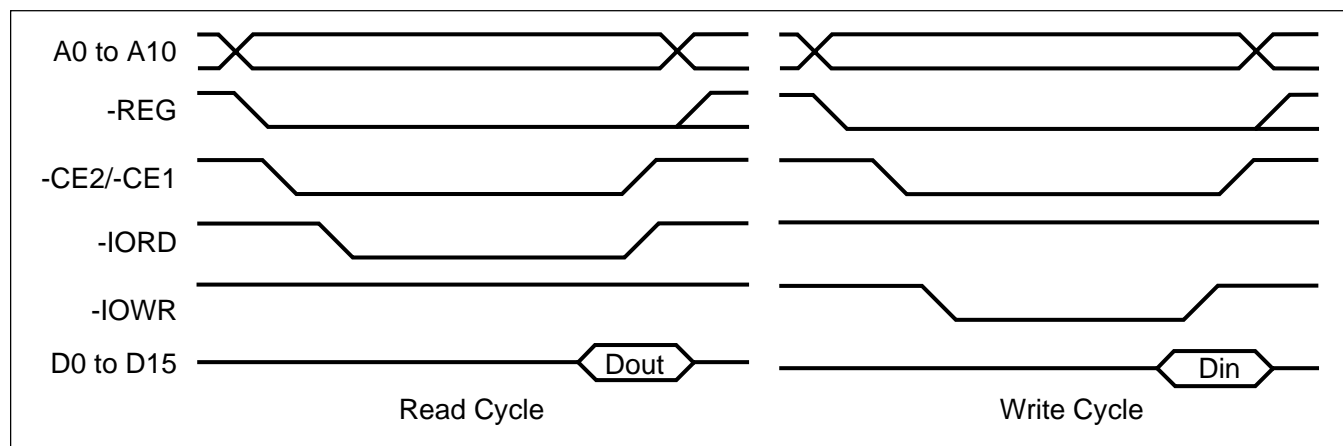 A0 to A10
-REG
-CE2/-CE1
-IORD
-IOWR
D0 to D15
Dout
Din
Read Cycle
Write Cycle